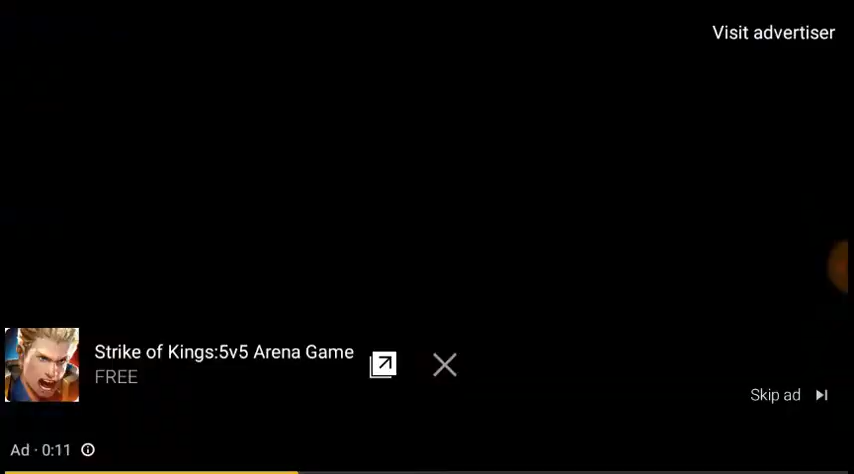 Visit advertiser
Strike of Kings:5v5 Arena Game
FREE
Skip ad
Ad · 0:11